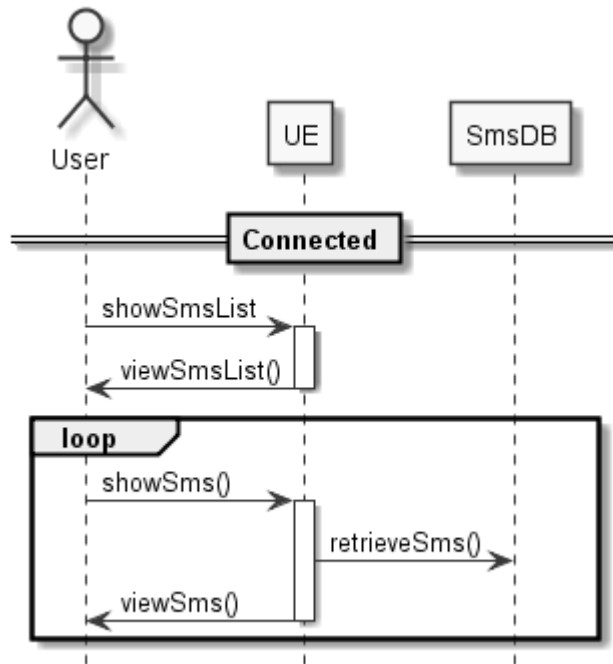 User
UE
SmsDB
Connected
showSmsList
viewSmsList()
loop
showSms()
retrieveSms()
viewSms()